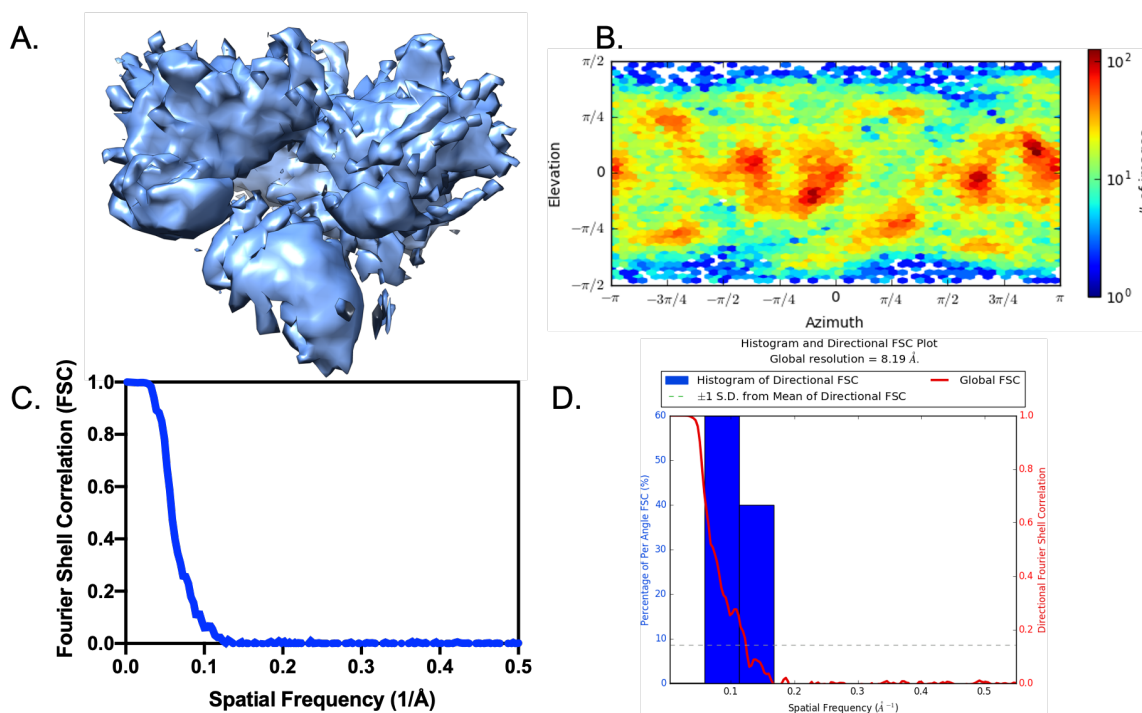 A.
B.
π/2
π/4
0
−π/4
−π/2
Elevation
−π −3π/4 −π/2 −π/4 0 π/4 π/2 3π/4 π
Azimuth
10²
10¹
10⁰
C.
Fourier Shell Correlation (FSC)
1.0
0.8
0.6
0.4
0.2
0.0
0.0 0.1 0.2 0.3 0.4 0.5
Spatial Frequency (1/Å)
D.
Histogram and Directional FSC Plot
Global resolution = 8.19 Å.
Histogram of Directional FSC
Global FSC
±1 S.D. from Mean of Directional FSC
Percentage of Per Angle FSC (%)
60
50
40
30
20
10
0
1.0
0.8
0.6
0.4
0.2
0.0
Directional Fourier Shell Correlation
0.1 0.2 0.3 0.4 0.5
Spatial Frequency (Å⁻¹)